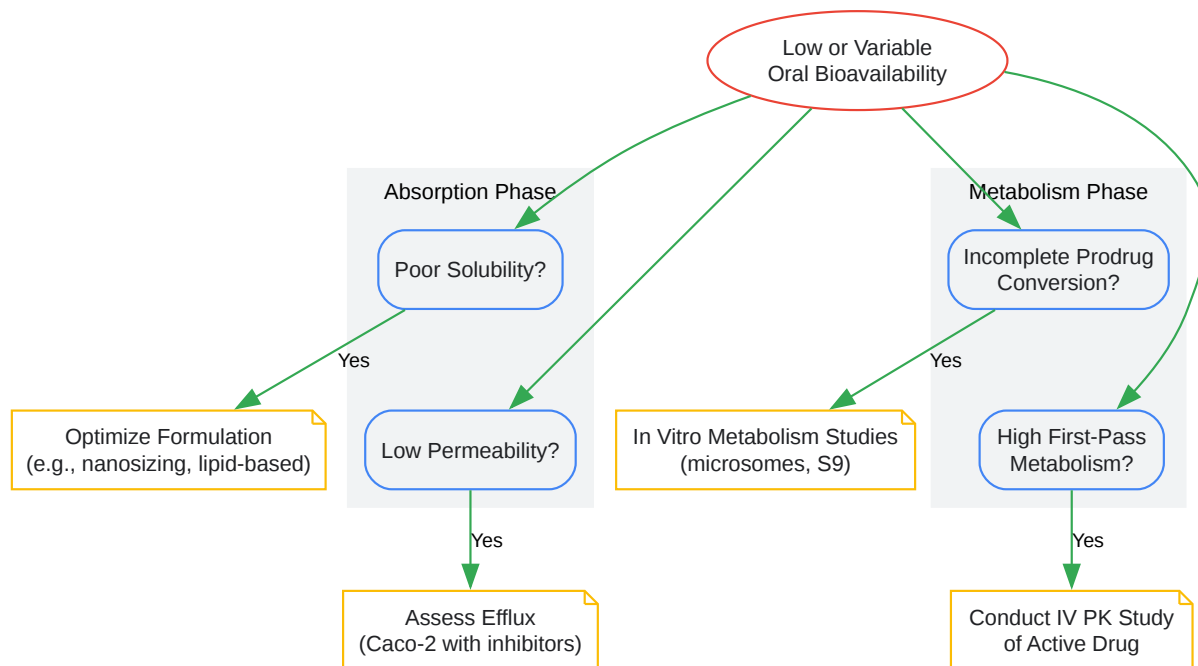 Low or Variable
Oral Bioavailability
Absorption Phase
Metabolism Phase
Poor Solubility?
Incomplete Prodrug
Conversion?
Yes
Yes
Optimize Formulation
(e.g., nanosizing, lipid-based)
Low Permeability?
In Vitro Metabolism Studies
(microsomes, S9)
High First-Pass
Metabolism?
Yes
Yes
Assess Efflux
(Caco-2 with inhibitors)
Conduct IV PK Study
of Active Drug